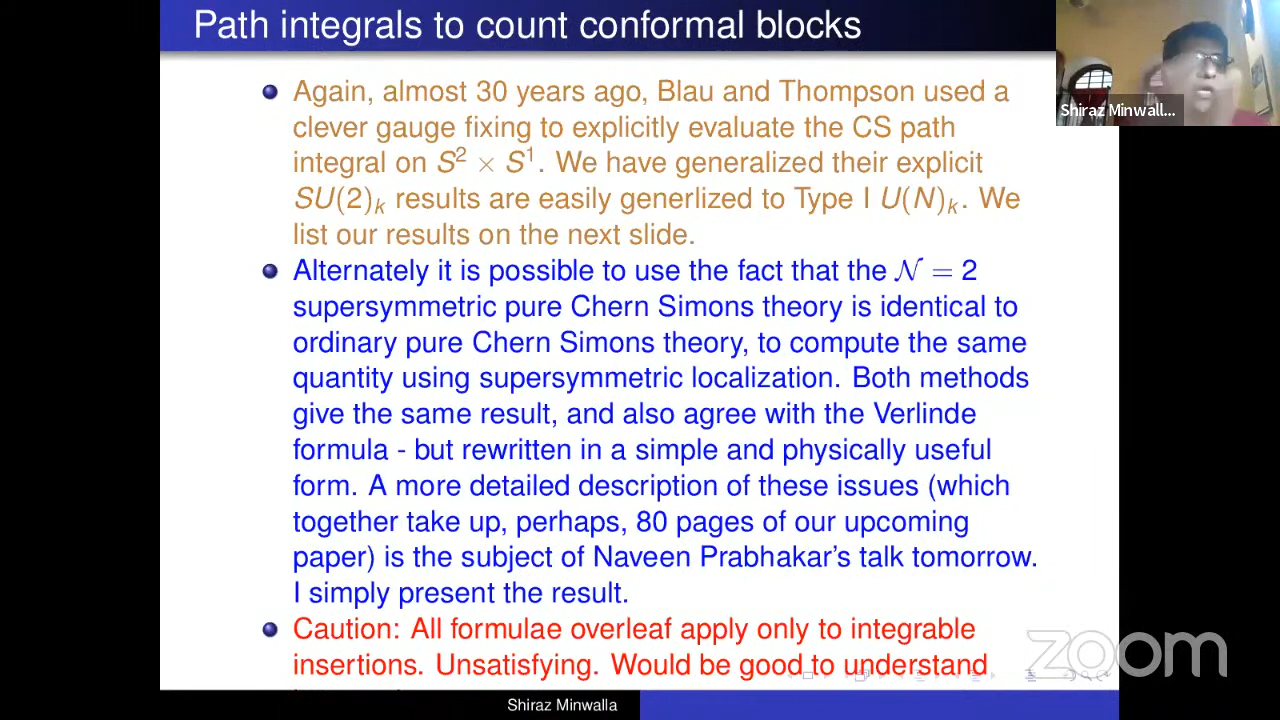 Path integrals to count conformal blocks
Again, almost 30 years ago, Blau and Thompson used a
clever gauge fixing to explicitly evaluate the CS path
integral on S² × S¹. We have generalized their explicit
SU(2)ₖ results are easily generlized to Type I U(N)ₖ. We
list our results on the next slide.
Alternately it is possible to use the fact that the 𝒩 = 2
supersymmetric pure Chern Simons theory is identical to
ordinary pure Chern Simons theory, to compute the same
quantity using supersymmetric localization. Both methods
give the same result, and also agree with the Verlinde
formula - but rewritten in a simple and physically useful
form. A more detailed description of these issues (which
together take up, perhaps, 80 pages of our upcoming
paper) is the subject of Naveen Prabhakar's talk tomorrow.
I simply present the result.
Caution: All formulae overleaf apply only to integrable
insertions. Unsatisfying. Would be good to understand
Shiraz Minwalla
Shiraz Minwall...
zoom